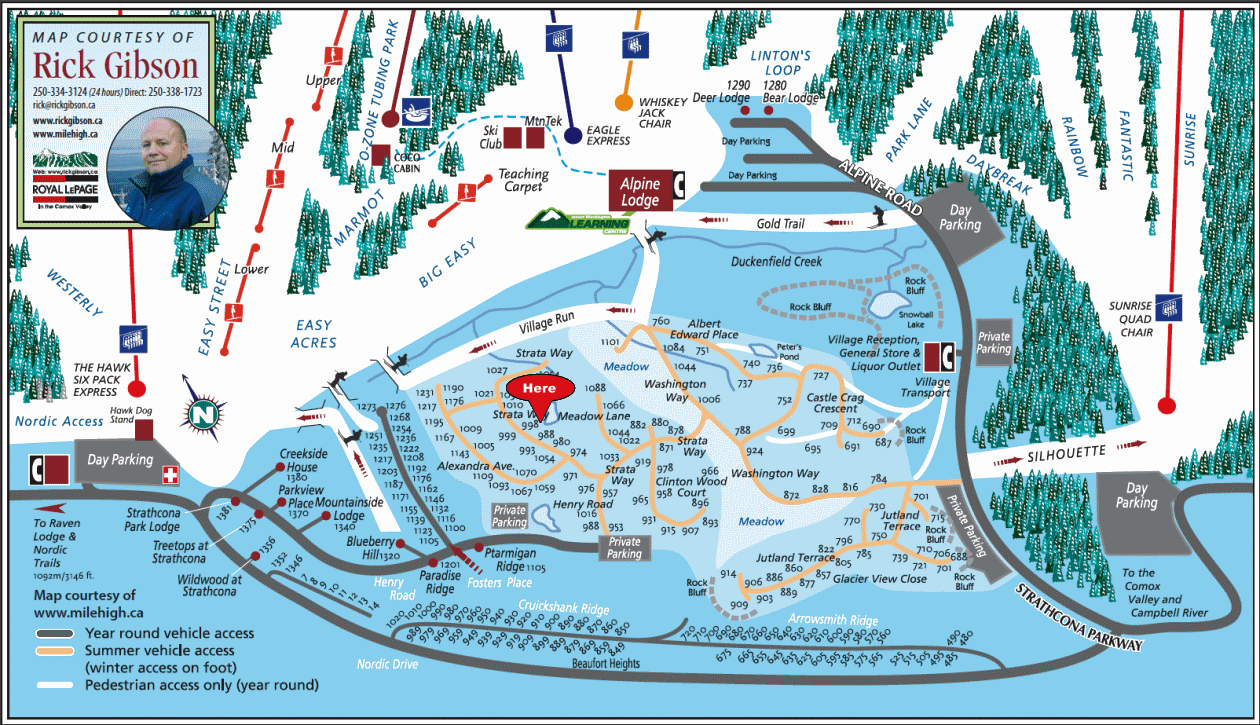 MAP COURTESY OF
Rick Gibson
250-334-3124 (24 hours) Direct: 250-338-1723
rick@rickgibson.ca
www.rickgibson.ca
www.milehigh.ca
Web: www.rickgibson.ca
ROYAL LEPAGE
In the Comox Valley
Upper
Mid
Lower
O-ZONE TUBING PARK
COCO
CABIN
Ski
Club
MtnTek
EAGLE
EXPRESS
WHISKEY
JACK
CHAIR
LINTON'S
LOOP
1290
Deer Lodge
1280
Bear Lodge
Day Parking
Day Parking
ALPINE ROAD
PARK LANE
DAYBREAK
RAINBOW
FANTASTIC
SUNRISE
Teaching
Carpet
Alpine
Lodge
LEARNING
CENTRE
Gold Trail
Day
Parking
MARMOT
BIG EASY
EASY STREET
WESTERLY
EASY
ACRES
Duckenfield Creek
Rock Bluff
Rock
Bluff
Snowball
Lake
SUNRISE
QUAD
CHAIR
Private
Parking
Village Reception,
General Store &
Liquor Outlet
Village
Transport
Village Run
THE HAWK
SIX PACK
EXPRESS
Hawk Dog
Stand
Nordic Access
Day Parking
N
Here
Strata Way
1027
1190
1231
1217
1176
1195
1167
1143
1021
1010
1005
1009
999
993
998
988
980
974
1054
1070
1109
1092
1067
1059
Strata Way
Alexandra Ave.
Meadow Lane
1088
1066
1044
1022
1033
882
880
878
919
Meadow
1101
760
Albert
Edward Place
1084
751
1044
740
736
737
Peter's
Pond
Washington
Way
1006
727
752
Castle Crag
Crescent
709
712
690
687
691
699
788
924
Rock
Bluff
Strata
Way
Strata
Way
978
966
965
958
896
893
Clinton Wood
Court
931
915
907
971
976
957
Henry Road
1016
988
953
Private
Parking
Private
Parking
Washington Way
872
828
816
784
Meadow
701
715
Rock
Bluff
Jutland
Terrace
770
730
750
796
822
805
785
759
739
710
706
688
721
701
Rock
Bluff
Private Parking
Jutland Terrace
860
886
906
914
877
857
889
903
909
Glacier View Close
Rock
Bluff
SILHOUETTE
Day
Parking
To the
Comox
Valley and
Campbell River
STRATHCONA PARKWAY
1273
1276
1268
1254
1236
1222
1208
1192
1176
1162
1146
1132
1116
1100
1251
1235
1217
1203
1187
1171
1155
1139
1123
1105
Creekside
House
1380
Parkview
Place
1370
Mountainside
Lodge
1340
Strathcona
Park Lodge
1381
1375
Treetops at
Strathcona
1356
Wildwood at
Strathcona
1352
1346
Blueberry
Hill 1320
1201
Paradise
Ridge
Ptarmigan
Ridge 1105
Fosters Place
Henry
Road
7 8 9 10 11 12 13 14
To Raven
Lodge &
Nordic
Trails
1092m/3146 ft.
Map courtesy of
www.milehigh.ca
Year round vehicle access
Summer vehicle access
(winter access on foot)
Pedestrian access only (year round)
Cruickshank Ridge
1020 1010 1000 990 980 970 960 950 940 930 920 910 900 890 880 870 860 850
989 979 969 959 949 939 929 919 909 899 889 879 869 859 849
Beaufort Heights
Nordic Drive
Arrowsmith Ridge
720 710 700 690 680 670 660 650 640 630 620 610 600 590 580 570 560
675 665 655 645 635 625 605 595 585 575 565
525 515 505 495 485
490 480